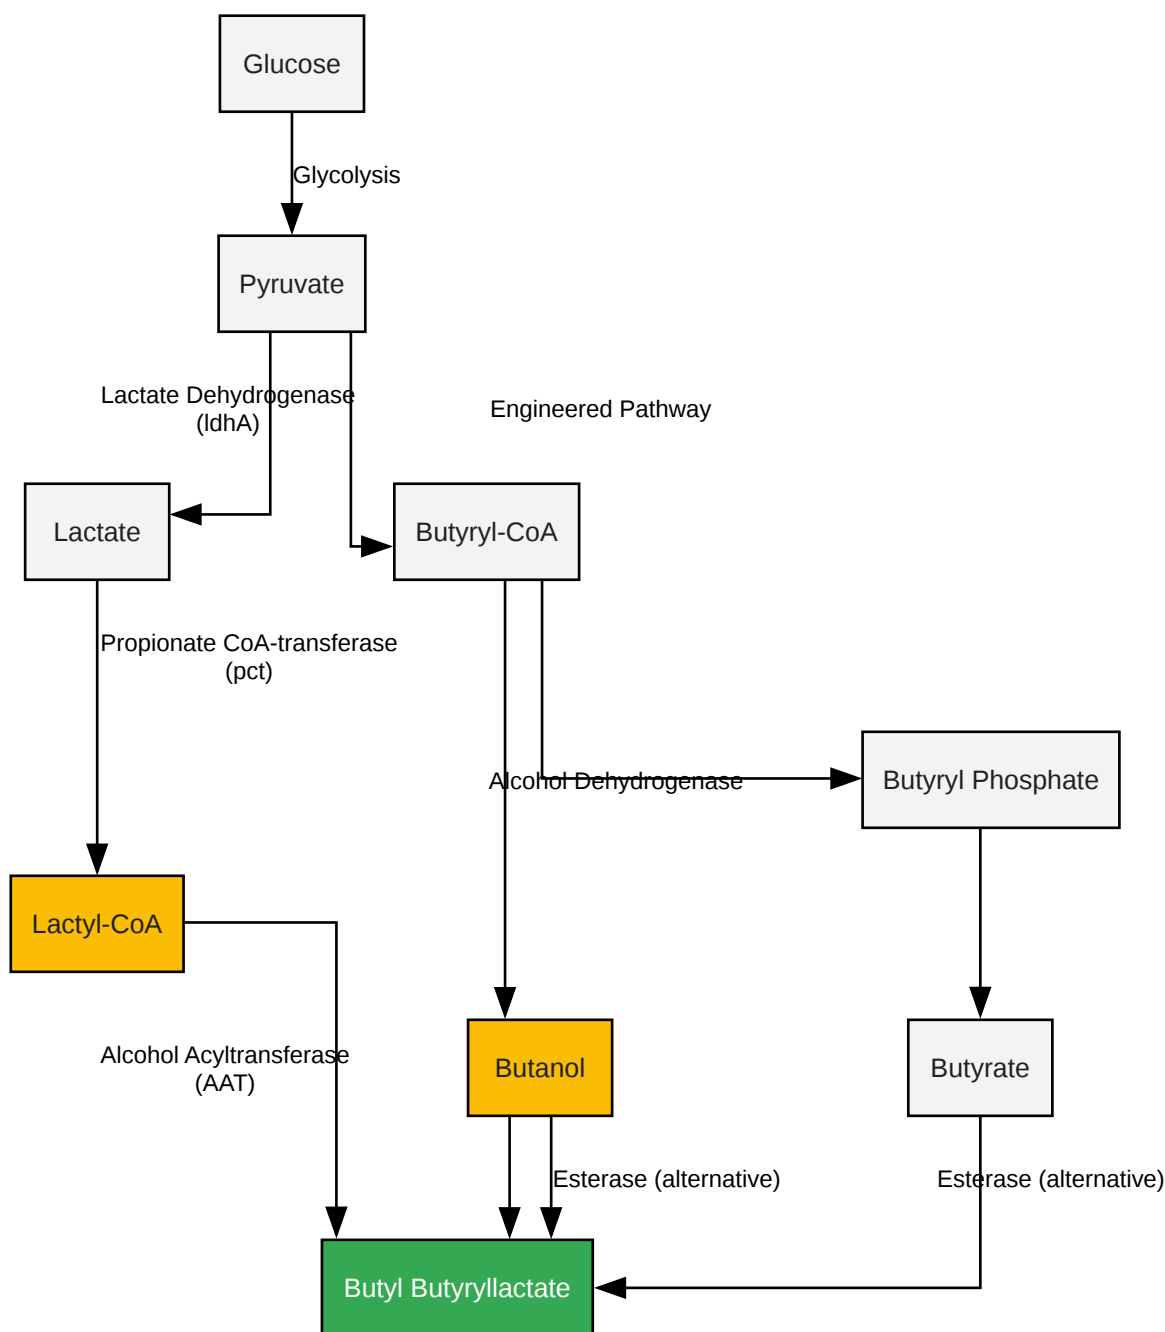 Glucose
Glycolysis
Pyruvate
Lactate Dehydrogenase
(ldhA)
Engineered Pathway
Lactate
Butyryl-CoA
Propionate CoA-transferase
(pct)
Alcohol Dehydrogenase
Butyryl Phosphate
Lactyl-CoA
Alcohol Acyltransferase
(AAT)
Butanol
Butyrate
Esterase (alternative)
Esterase (alternative)
Butyl Butyryllactate